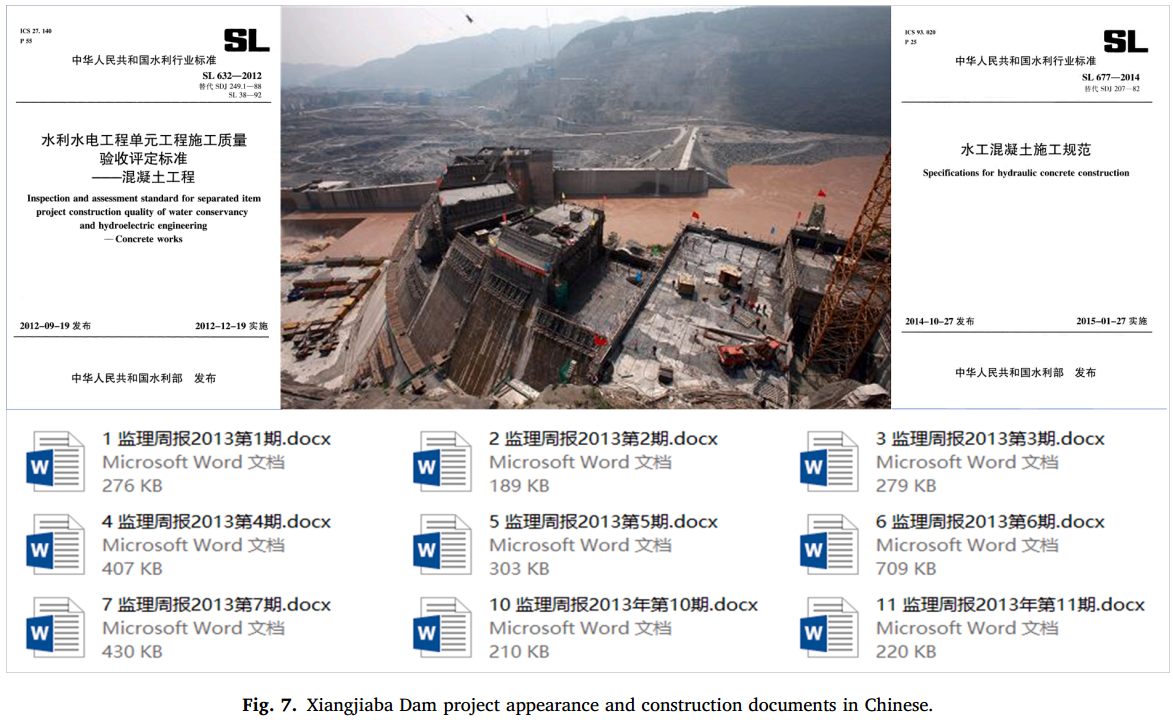 ICS 27. 140
P 55
SL
中华人民共和国水利行业标准
SL 632—2012
替代 SDJ 249.1—88
SL 38—92
水利水电工程单元工程施工质量
验收评定标准
——混凝土工程
Inspection and assessment standard for separated item
project construction quality of water conservancy
and hydroelectric engineering
— Concrete works
2012-09-19 发布
2012-12-19 实施
中华人民共和国水利部 发布
ICS 93. 020
P 25
SL
中华人民共和国水利行业标准
SL 677—2014
替代 SDJ 207—82
水工混凝土施工规范
Specifications for hydraulic concrete construction
2014-10-27 发布
2015-01-27 实施
中华人民共和国水利部 发布
W
1 监理周报2013第1期.docx
Microsoft Word 文档
276 KB
W
2 监理周报2013第2期.docx
Microsoft Word 文档
189 KB
W
3 监理周报2013第3期.docx
Microsoft Word 文档
279 KB
W
4 监理周报2013第4期.docx
Microsoft Word 文档
407 KB
W
5 监理周报2013第5期.docx
Microsoft Word 文档
303 KB
W
6 监理周报2013第6期.docx
Microsoft Word 文档
709 KB
W
7 监理周报2013第7期.docx
Microsoft Word 文档
430 KB
W
10 监理周报2013年第10期.docx
Microsoft Word 文档
210 KB
W
11 监理周报2013年第11期.docx
Microsoft Word 文档
220 KB
Fig. 7. Xiangjiaba Dam project appearance and construction documents in Chinese.